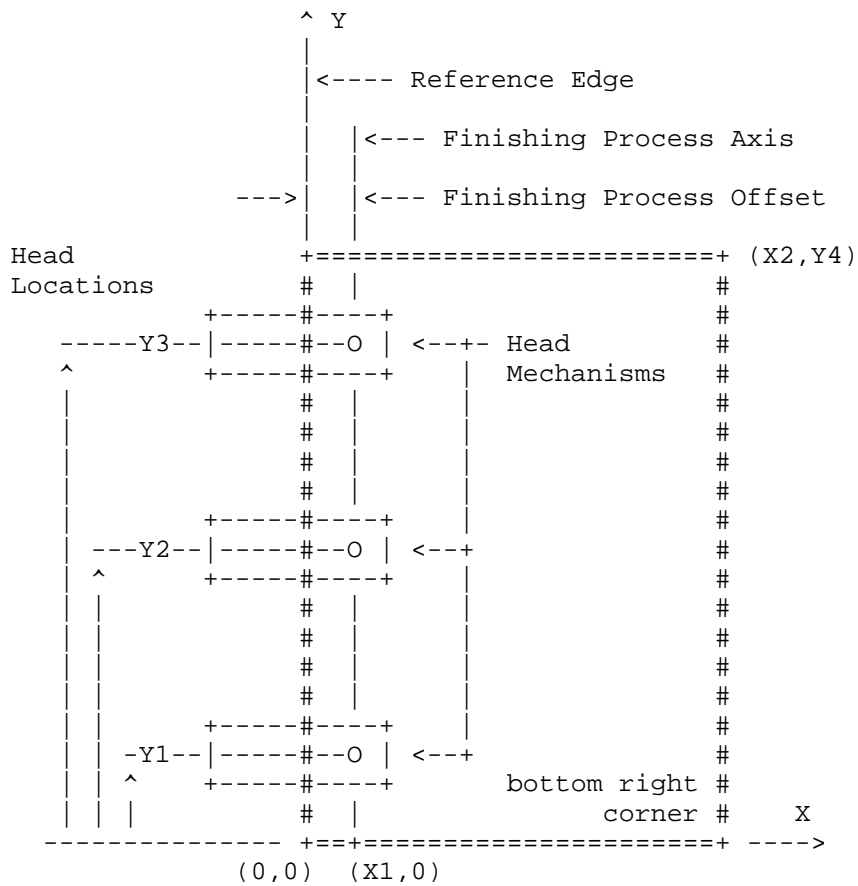 ^ Y
|
|<---- Reference Edge
|
| |<--- Finishing Process Axis
| |
--->| |<--- Finishing Process Offset
| |
Head +=========================+ (X2,Y4)
Locations # | #
+-----#----+ #
-----Y3--|-----#--O | <--+- Head #
^ +-----#----+ | Mechanisms #
| # | | #
| # | | #
| # | | #
| # | | #
| +-----#----+ | #
| ---Y2--|-----#--O | <--+ #
| ^ +-----#----+ | #
| | # | | #
| | # | | #
| | # | | #
| | # | | #
| | +-----#----+ | #
| | -Y1--|-----#--O | <--+ #
| | ^ +-----#----+ bottom right #
| | | # | corner # X
--------------- +==+======================+ ---->
(0,0) (X1,0)